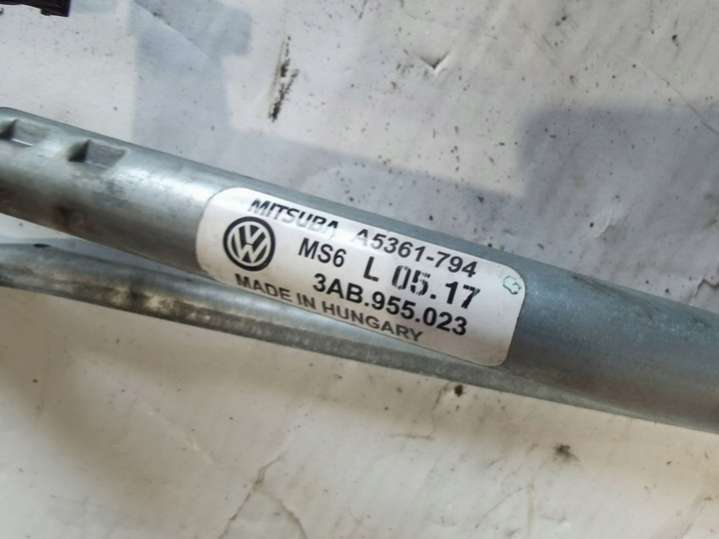 MITSUBA A5361-794
MS6 L 05.17
3AB.955.023
MADE IN HUNGARY